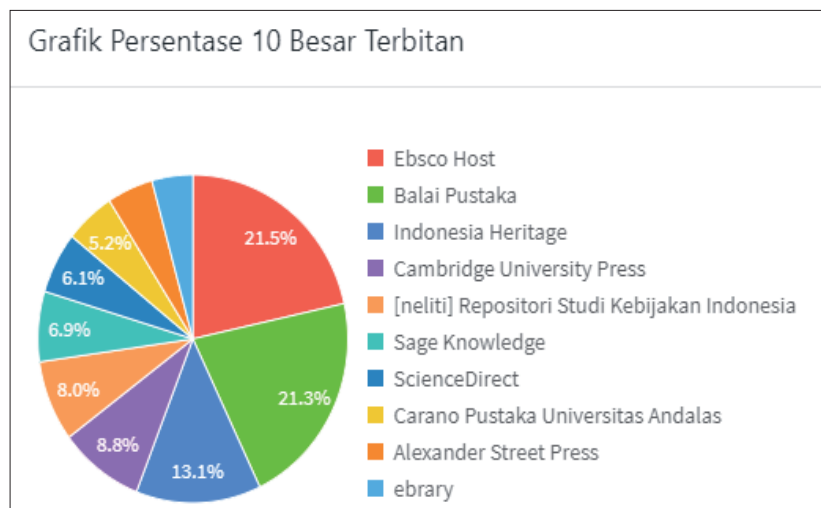 Grafik Persentase 10 Besar Terbitan
Ebsco Host
Balai Pustaka
Indonesia Heritage
Cambridge University Press
[neliti] Repositori Studi Kebijakan Indonesia
Sage Knowledge
ScienceDirect
Carano Pustaka Universitas Andalas
Alexander Street Press
ebrary
21.5%
21.3%
13.1%
8.8%
8.0%
6.9%
6.1%
5.2%